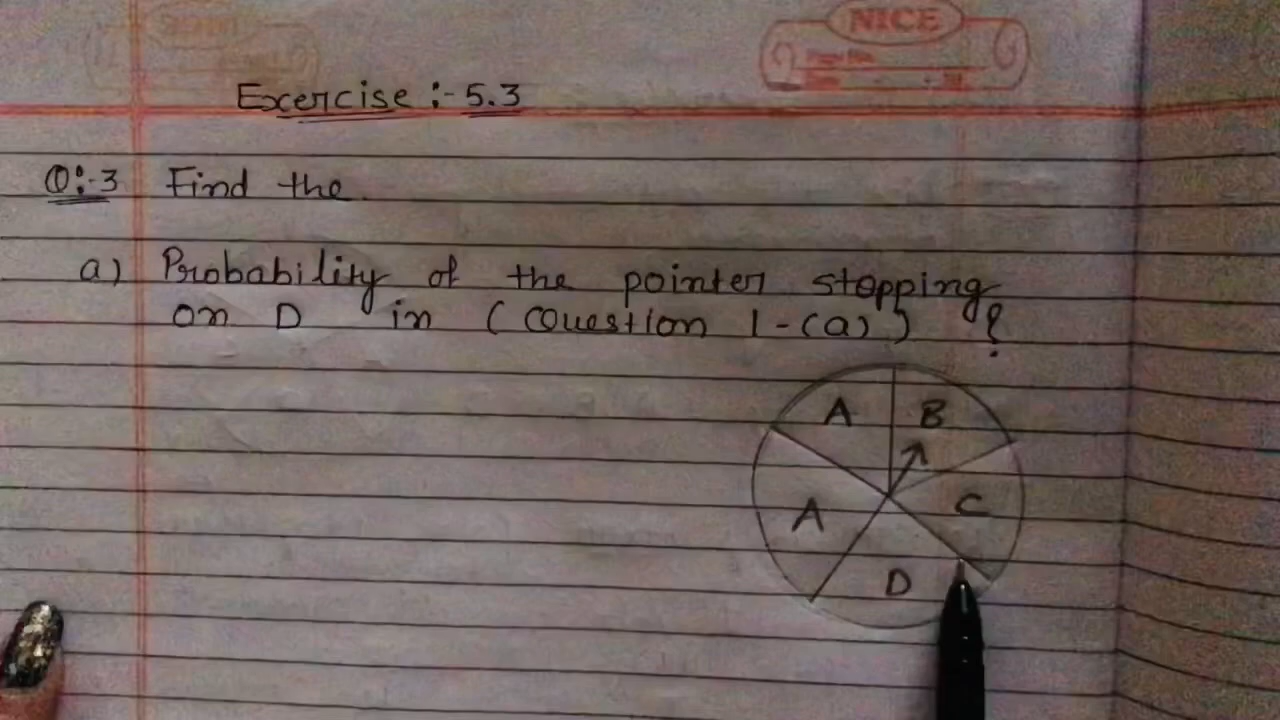 NICE
Exercise :- 5.3
Q:-3 Find the
a) Probability of the pointer stopping
on D in (Question 1-(a)) ?
A B
A C
D